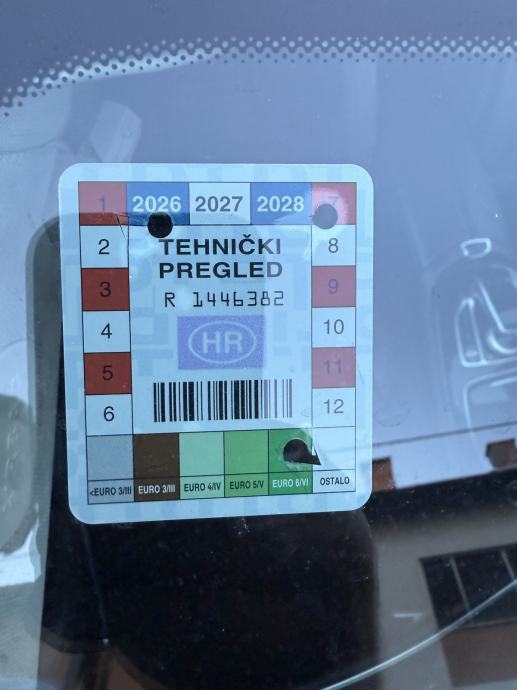 1 2026 2027 2028 7
2 TEHNIČKI 8
3 PREGLED 9
R 1446382
4 HR 10
5 11
6 12
<EURO 3/III EURO 3/III EURO 4/IV EURO 5/V EURO 6/VI OSTALO